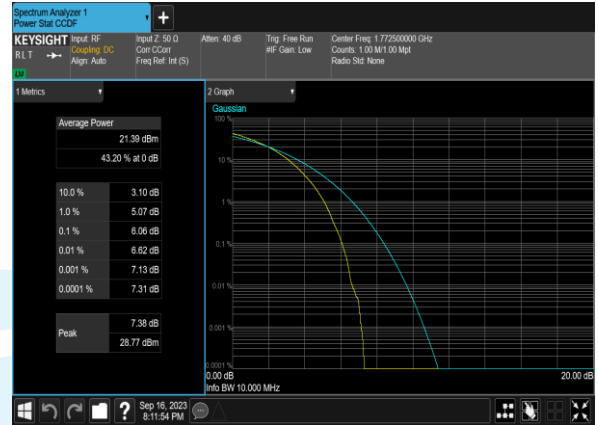 Spectrum Analyzer 1
Power Stat CCDF
+
KEYSIGHT
RLT
LXI
Input: RF
Coupling: DC
Align: Auto
Input Z: 50 Ω
Corr CCorr
Freq Ref: Int (S)
Atten: 40 dB
Trig: Free Run
#IF Gain: Low
Center Freq: 1.772500000 GHz
Counts: 1.00 M/1.00 Mpt
Radio Std: None
1 Metrics
Average Power
21.39 dBm
43.20 % at 0 dB
10.0 % 3.10 dB
1.0 % 5.07 dB
0.1 % 6.06 dB
0.01 % 6.62 dB
0.001 % 7.13 dB
0.0001 % 7.31 dB
Peak 7.38 dB
28.77 dBm
2 Graph
Gaussian
100 %
10 %
1 %
0.1 %
0.01 %
0.001 %
0.0001 %
0.00 dB 20.00 dB
Info BW 10.000 MHz
?
Sep 16, 2023
8:11:54 PM